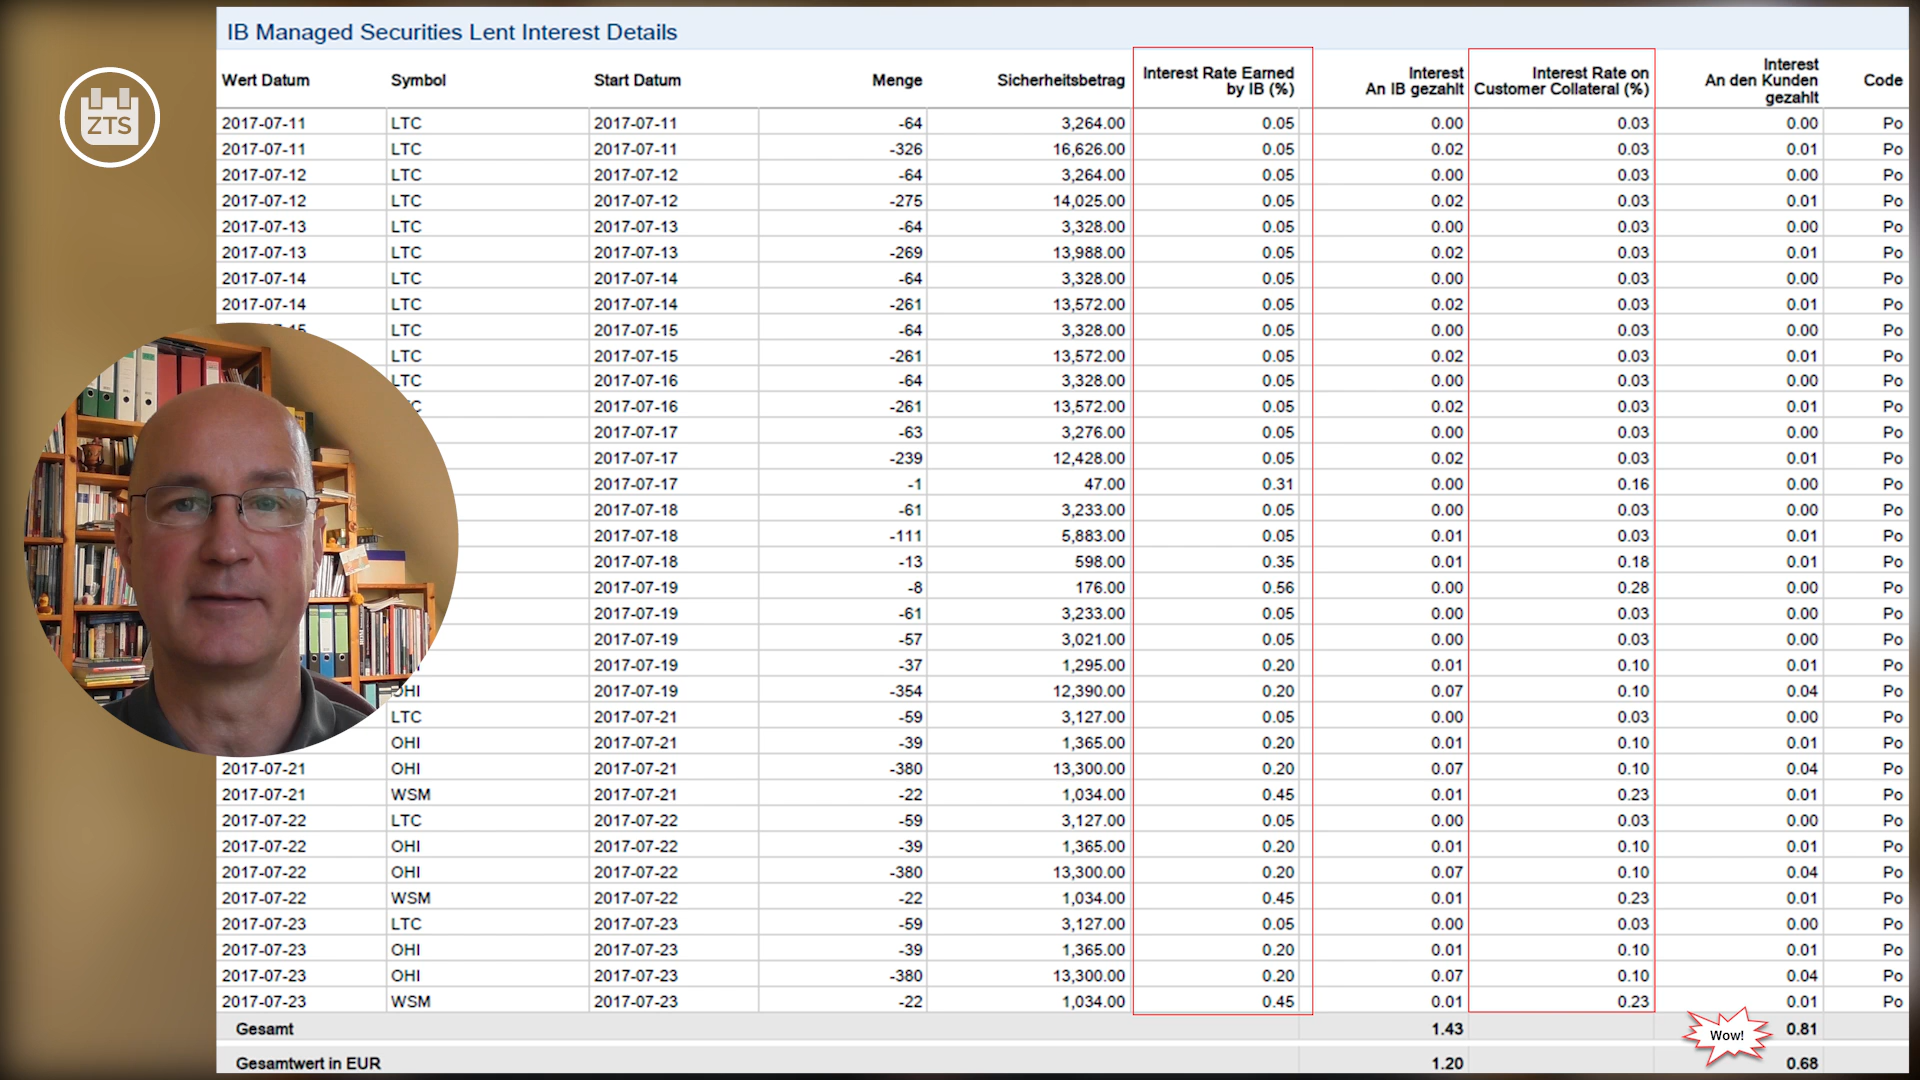 IB Managed Securities Lent Interest Details
ZTS
Wert Datum Symbol Start Datum Menge Sicherheitsbetrag Interest Rate Earned by IB (%) Interest An IB gezahlt Interest Rate on Customer Collateral (%) Interest An den Kunden gezahlt Code
2017-07-11 LTC 2017-07-11 -64 3,264.00 0.05 0.00 0.03 0.00 Po
2017-07-11 LTC 2017-07-11 -326 16,626.00 0.05 0.02 0.03 0.01 Po
2017-07-12 LTC 2017-07-12 -64 3,264.00 0.05 0.00 0.03 0.00 Po
2017-07-12 LTC 2017-07-12 -275 14,025.00 0.05 0.02 0.03 0.01 Po
2017-07-13 LTC 2017-07-13 -64 3,328.00 0.05 0.00 0.03 0.00 Po
2017-07-13 LTC 2017-07-13 -269 13,988.00 0.05 0.02 0.03 0.01 Po
2017-07-14 LTC 2017-07-14 -64 3,328.00 0.05 0.00 0.03 0.00 Po
2017-07-14 LTC 2017-07-14 -261 13,572.00 0.05 0.02 0.03 0.01 Po
LTC 2017-07-15 -64 3,328.00 0.05 0.00 0.03 0.00 Po
LTC 2017-07-15 -261 13,572.00 0.05 0.02 0.03 0.01 Po
LTC 2017-07-16 -64 3,328.00 0.05 0.00 0.03 0.00 Po
2017-07-16 -261 13,572.00 0.05 0.02 0.03 0.01 Po
2017-07-17 -63 3,276.00 0.05 0.00 0.03 0.00 Po
2017-07-17 -239 12,428.00 0.05 0.02 0.03 0.01 Po
2017-07-17 -1 47.00 0.31 0.00 0.16 0.00 Po
2017-07-18 -61 3,233.00 0.05 0.00 0.03 0.00 Po
2017-07-18 -111 5,883.00 0.05 0.01 0.03 0.01 Po
2017-07-18 -13 598.00 0.35 0.01 0.18 0.01 Po
2017-07-19 -8 176.00 0.56 0.00 0.28 0.00 Po
2017-07-19 -61 3,233.00 0.05 0.00 0.03 0.00 Po
2017-07-19 -57 3,021.00 0.05 0.00 0.03 0.00 Po
2017-07-19 -37 1,295.00 0.20 0.01 0.10 0.01 Po
OHI 2017-07-19 -354 12,390.00 0.20 0.07 0.10 0.04 Po
LTC 2017-07-21 -59 3,127.00 0.05 0.00 0.03 0.00 Po
OHI 2017-07-21 -39 1,365.00 0.20 0.01 0.10 0.01 Po
2017-07-21 OHI 2017-07-21 -380 13,300.00 0.20 0.07 0.10 0.04 Po
2017-07-21 WSM 2017-07-21 -22 1,034.00 0.45 0.01 0.23 0.01 Po
2017-07-22 LTC 2017-07-22 -59 3,127.00 0.05 0.00 0.03 0.00 Po
2017-07-22 OHI 2017-07-22 -39 1,365.00 0.20 0.01 0.10 0.01 Po
2017-07-22 OHI 2017-07-22 -380 13,300.00 0.20 0.07 0.10 0.04 Po
2017-07-22 WSM 2017-07-22 -22 1,034.00 0.45 0.01 0.23 0.01 Po
2017-07-23 LTC 2017-07-23 -59 3,127.00 0.05 0.00 0.03 0.00 Po
2017-07-23 OHI 2017-07-23 -39 1,365.00 0.20 0.01 0.10 0.01 Po
2017-07-23 OHI 2017-07-23 -380 13,300.00 0.20 0.07 0.10 0.04 Po
2017-07-23 WSM 2017-07-23 -22 1,034.00 0.45 0.01 0.23 0.01 Po
Gesamt 1.43 Wow! 0.81
Gesamtwert in EUR 1.20 0.68